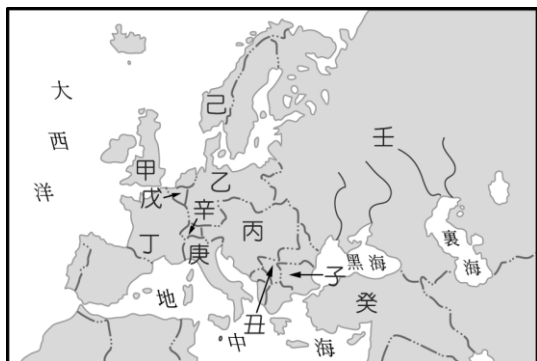 大西洋
己
壬
甲
乙
戊
辛
丁
丙
庚
裏海
黑海
子
癸
地中海
丑